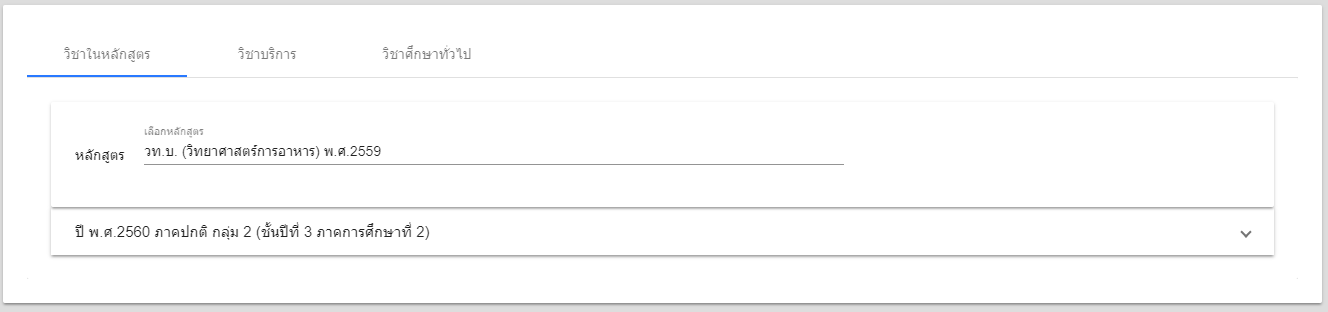 วิชาในหลักสูตร วิชาบริการ วิชาศึกษาทั่วไป
เลือกหลักสูตร
หลักสูตร วท.บ. (วิทยาศาสตร์การอาหาร) พ.ศ.2559
ปี พ.ศ.2560 ภาคปกติ กลุ่ม 2 (ชั้นปีที่ 3 ภาคการศึกษาที่ 2)